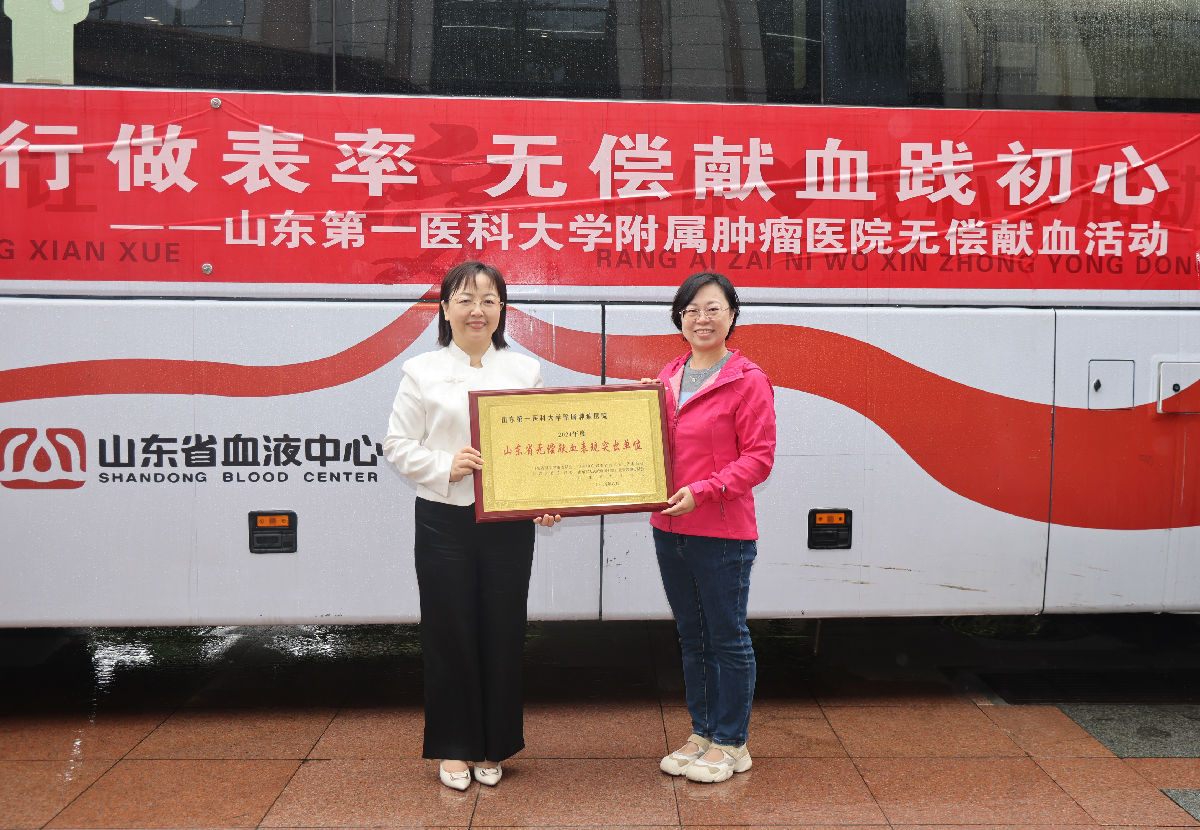 行做表率 无偿献血践初心
——山东第一医科大学附属肿瘤医院无偿献血活动
XIAN XUE
RANG AI ZAI NI WO XIN ZHONG YONG DON
山东省血液中心
SHANDONG BLOOD CENTER
山东第一医科大学附属肿瘤医院
2024年度
山东省无偿献血表现突出单位